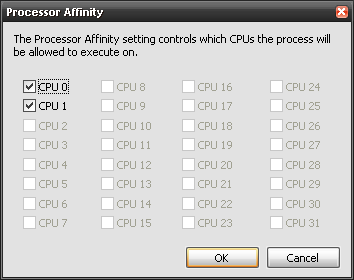 Processor Affinity
The Processor Affinity setting controls which CPUs the process will
be allowed to execute on.
CPU 0 CPU 8 CPU 16 CPU 24
CPU 1 CPU 9 CPU 17 CPU 25
CPU 2 CPU 10 CPU 18 CPU 26
CPU 3 CPU 11 CPU 19 CPU 27
CPU 4 CPU 12 CPU 20 CPU 28
CPU 5 CPU 13 CPU 21 CPU 29
CPU 6 CPU 14 CPU 22 CPU 30
CPU 7 CPU 15 CPU 23 CPU 31
OK Cancel